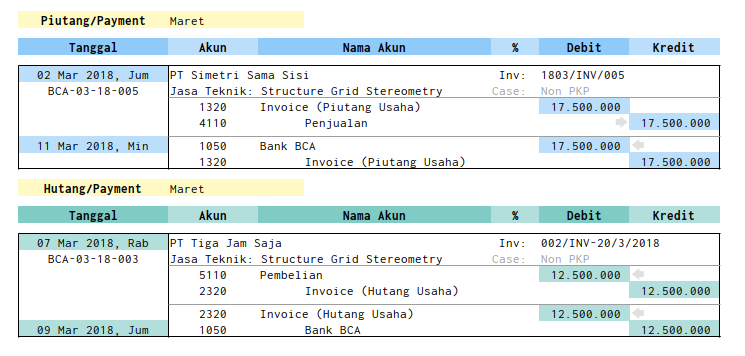 Piutang/Payment Maret
Tanggal Akun Nama Akun % Debit Kredit
02 Mar 2018, Jum PT Simetri Sama Sisi Inv: 1803/INV/005
BCA-03-18-005 Jasa Teknik: Structure Grid Stereometry Case: Non PKP
1320 Invoice (Piutang Usaha) 17.500.000
4110 Penjualan 17.500.000
11 Mar 2018, Min 1050 Bank BCA 17.500.000
1320 Invoice (Piutang Usaha) 17.500.000
Hutang/Payment Maret
Tanggal Akun Nama Akun % Debit Kredit
07 Mar 2018, Rab PT Tiga Jam Saja Inv: 002/INV-20/3/2018
BCA-03-18-003 Jasa Teknik: Structure Grid Stereometry Case: Non PKP
5110 Pembelian 12.500.000
2320 Invoice (Hutang Usaha) 12.500.000
2320 Invoice (Hutang Usaha) 12.500.000
09 Mar 2018, Jum 1050 Bank BCA 12.500.000